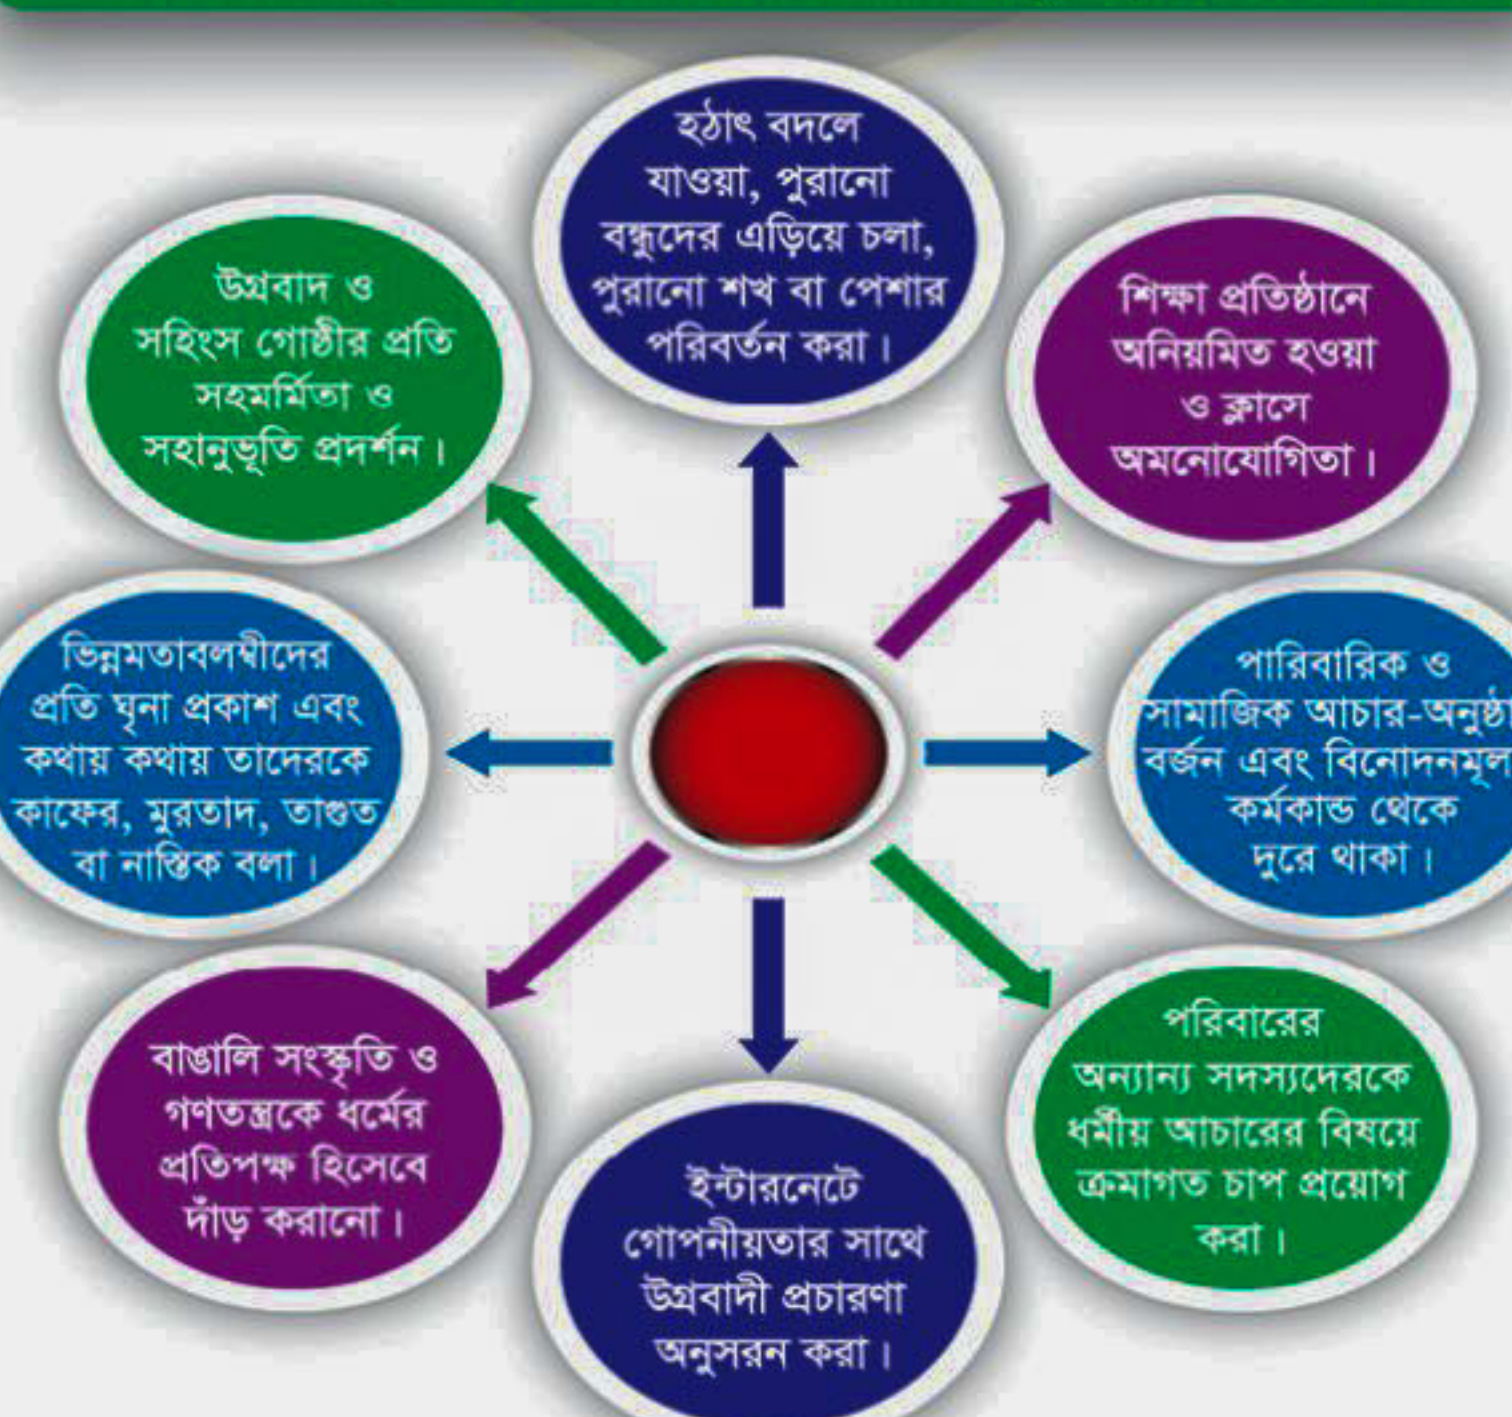 হঠাৎ বদলে
যাওয়া, পুরানো
বন্ধুদের এড়িয়ে চলা,
পুরানো শখ বা পেশার
পরিবর্তন করা।
শিক্ষা প্রতিষ্ঠানে
অনিয়মিত হওয়া
ও ক্লাসে
অমনোযোগিতা।
পারিবারিক ও
সামাজিক আচার-অনুষ্ঠা
বর্জন এবং বিনোদনমূল
কর্মকান্ড থেকে
দুরে থাকা।
পরিবারের
অন্যান্য সদস্যদেরকে
ধর্মীয় আচারের বিষয়ে
ক্রমাগত চাপ প্রয়োগ
করা।
ইন্টারনেটে
গোপনীয়তার সাথে
উগ্রবাদী প্রচারণা
অনুসরন করা।
বাঙালি সংস্কৃতি ও
গণতন্ত্রকে ধর্মের
প্রতিপক্ষ হিসেবে
দাঁড় করানো।
ভিন্নমতাবলম্বীদের
প্রতি ঘৃনা প্রকাশ এবং
কথায় কথায় তাদেরকে
কাফের, মুরতাদ, তাগুত
বা নাস্তিক বলা।
উগ্রবাদ ও
সহিংস গোষ্ঠীর প্রতি
সহমর্মিতা ও
সহানুভূতি প্রদর্শন।